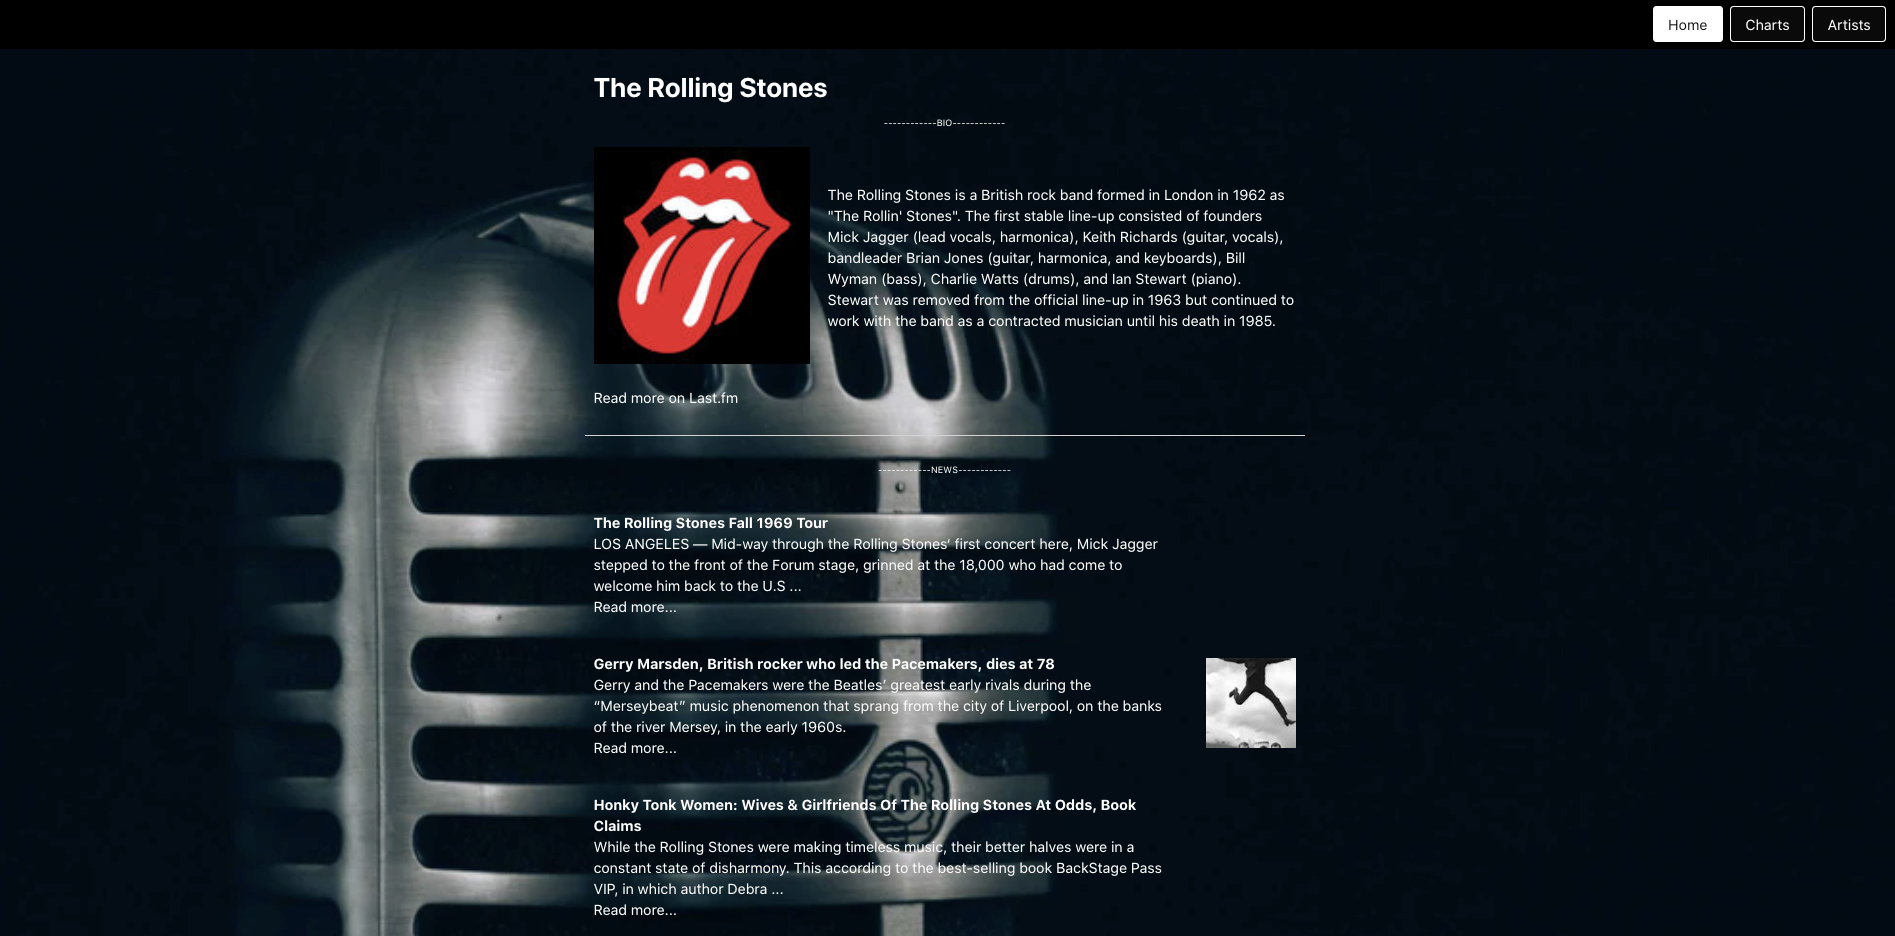 Home
Charts
Artists
The Rolling Stones
------------BIO------------
The Rolling Stones is a British rock band formed in London in 1962 as
"The Rollin' Stones". The first stable line-up consisted of founders
Mick Jagger (lead vocals, harmonica), Keith Richards (guitar, vocals),
bandleader Brian Jones (guitar, harmonica, and keyboards), Bill
Wyman (bass), Charlie Watts (drums), and Ian Stewart (piano).
Stewart was removed from the official line-up in 1963 but continued to
work with the band as a contracted musician until his death in 1985.
Read more on Last.fm
------------NEWS------------
The Rolling Stones Fall 1969 Tour
LOS ANGELES — Mid-way through the Rolling Stones’ first concert here, Mick Jagger
stepped to the front of the Forum stage, grinned at the 18,000 who had come to
welcome him back to the U.S ...
Read more...
Gerry Marsden, British rocker who led the Pacemakers, dies at 78
Gerry and the Pacemakers were the Beatles’ greatest early rivals during the
“Merseybeat” music phenomenon that sprang from the city of Liverpool, on the banks
of the river Mersey, in the early 1960s.
Read more...
Honky Tonk Women: Wives & Girlfriends Of The Rolling Stones At Odds, Book
Claims
While the Rolling Stones were making timeless music, their better halves were in a
constant state of disharmony. This according to the best-selling book BackStage Pass
VIP, in which author Debra ...
Read more...